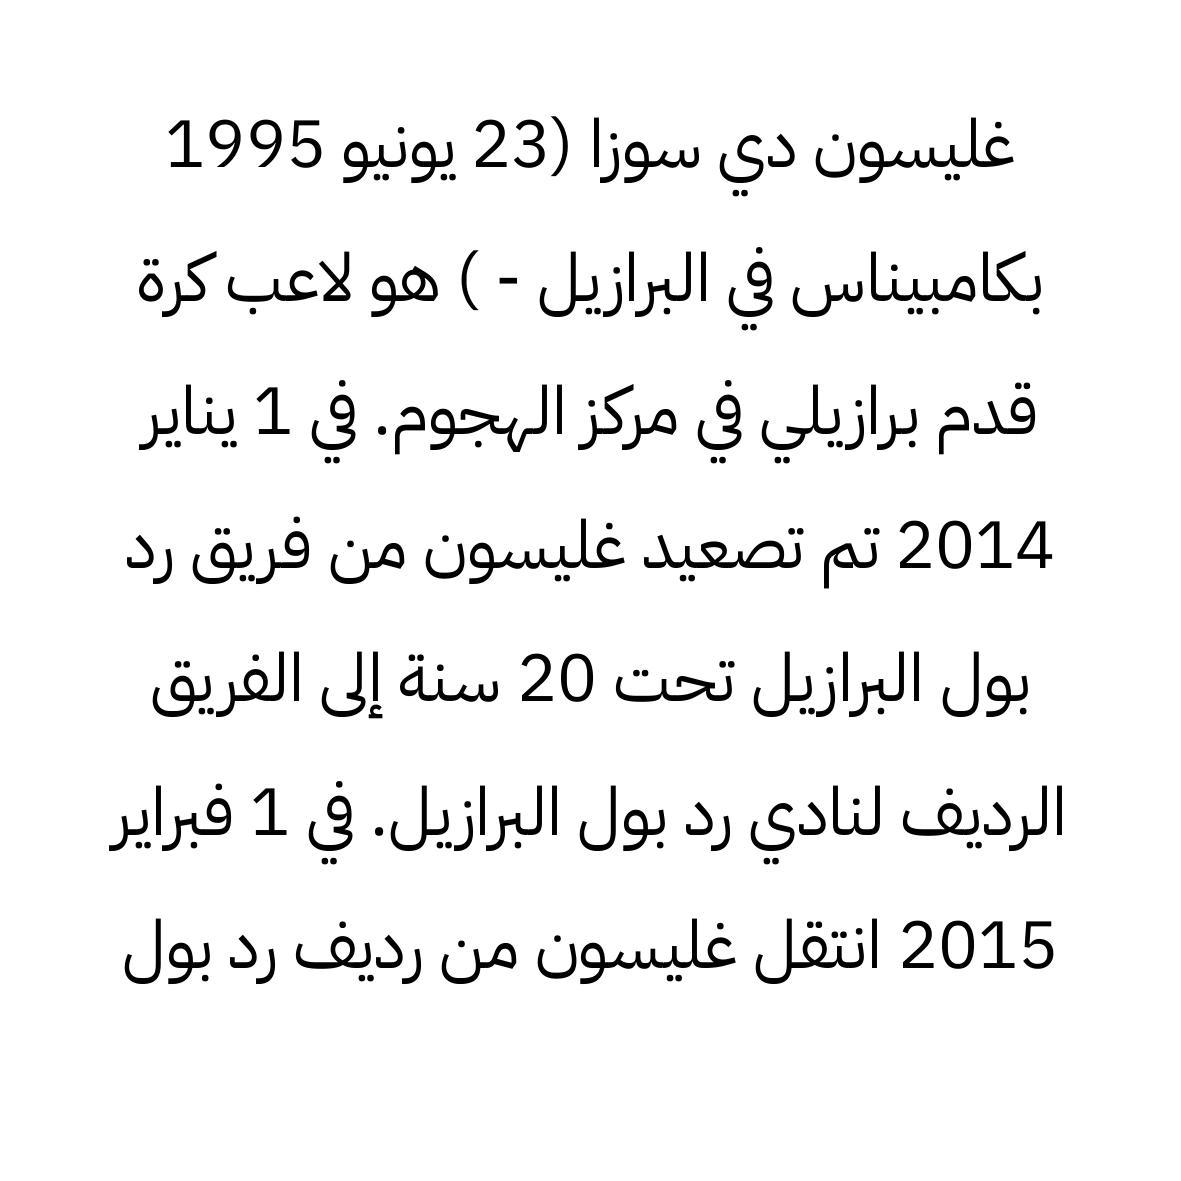 غليسون دي سوزا (23 يونيو 1995
بكامبيناس في البرازيل - ) هو لاعب كرة
قدم برازيلي في مركز الهجوم. في 1 يناير
2014 تم تصعيد غليسون من فريق رد
بول البرازيل تحت 20 سنة إلى الفريق
الرديف لنادي رد بول البرازيل. في 1 فبراير
2015 انتقل غليسون من رديف رد بول